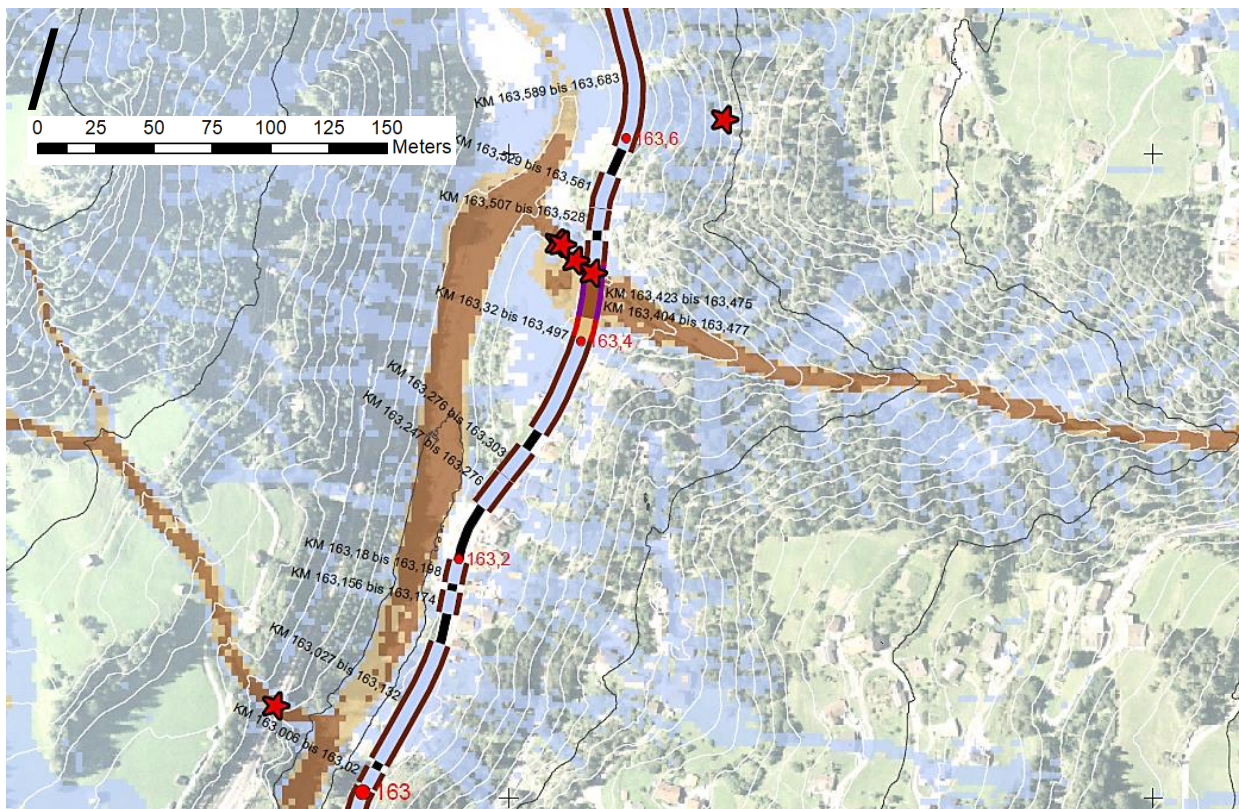 KM 163,589 bis 163,683
0 25 50 75 100 125 150
Meters
163,6
KM 163,529 bis 163,561
KM 163,507 bis 163,528
KM 163,423 bis 163,475
KM 163,404 bis 163,477
KM 163,32 bis 163,497
163,4
KM 163,276 bis 163,303
KM 163,247 bis 163,276
KM 163,18 bis 163,198
163,2
KM 163,156 bis 163,174
KM 163,027 bis 163,132
KM 163,006 bis 163,02
163